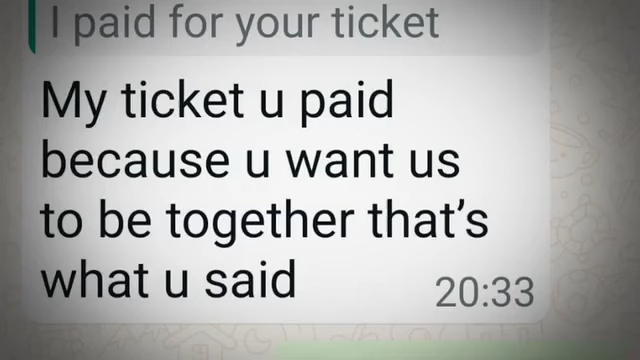 I paid for your ticket
My ticket u paid
because u want us
to be together that's
what u said
20:33